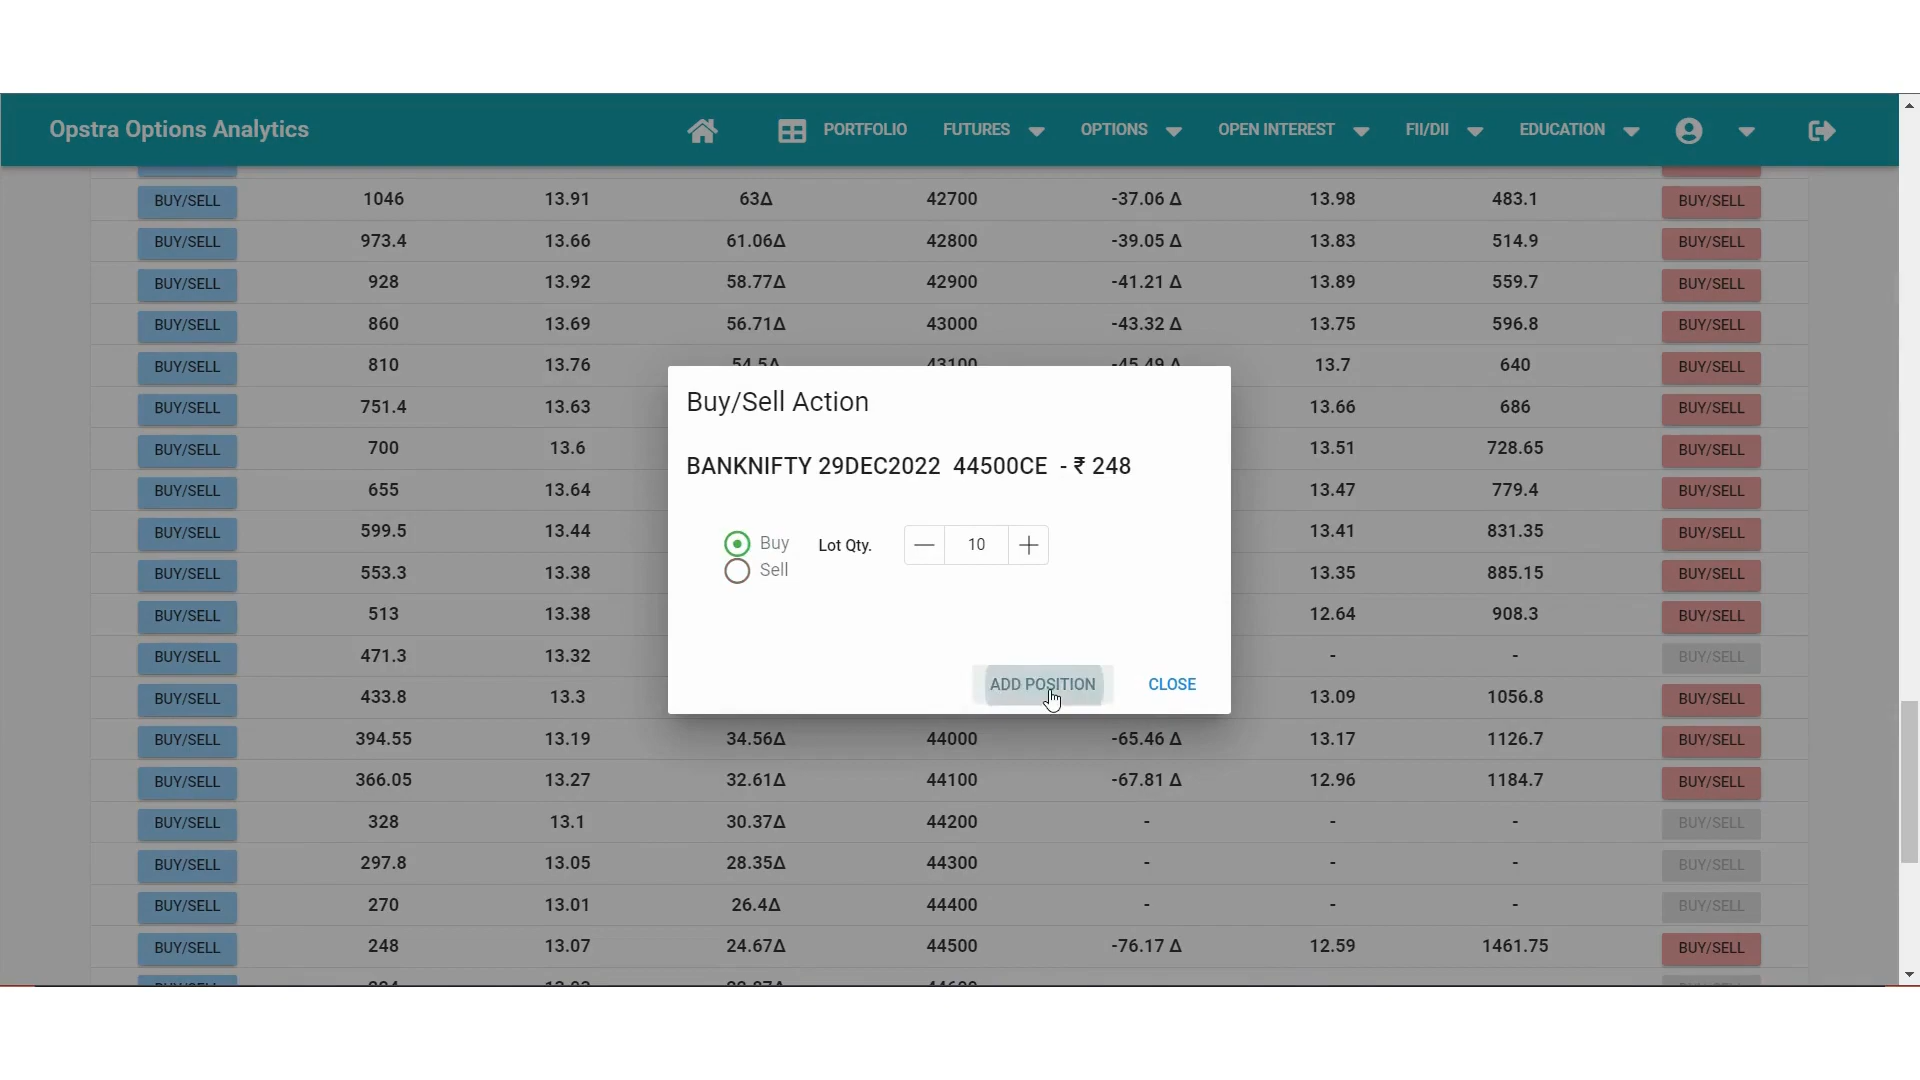 Opstra Options Analytics PORTFOLIO FUTURES OPTIONS OPEN INTEREST FII/DII EDUCATION
BUY/SELL 1046 13.91 63Δ 42700 -37.06 Δ 13.98 483.1 BUY/SELL
BUY/SELL 973.4 13.66 61.06Δ 42800 -39.05 Δ 13.83 514.9 BUY/SELL
BUY/SELL 928 13.92 58.77Δ 42900 -41.21 Δ 13.89 559.7 BUY/SELL
BUY/SELL 860 13.69 56.71Δ 43000 -43.32 Δ 13.75 596.8 BUY/SELL
BUY/SELL 810 13.76 54.5Δ 43100 -45.49 Δ 13.7 640 BUY/SELL
BUY/SELL 751.4 13.63 13.66 686 BUY/SELL
BUY/SELL 700 13.6 13.51 728.65 BUY/SELL
BUY/SELL 655 13.64 13.47 779.4 BUY/SELL
BUY/SELL 599.5 13.44 13.41 831.35 BUY/SELL
BUY/SELL 553.3 13.38 13.35 885.15 BUY/SELL
BUY/SELL 513 13.38 12.64 908.3 BUY/SELL
BUY/SELL 471.3 13.32 - - BUY/SELL
BUY/SELL 433.8 13.3 13.09 1056.8 BUY/SELL
BUY/SELL 394.55 13.19 34.56Δ 44000 -65.46 Δ 13.17 1126.7 BUY/SELL
BUY/SELL 366.05 13.27 32.61Δ 44100 -67.81 Δ 12.96 1184.7 BUY/SELL
BUY/SELL 328 13.1 30.37Δ 44200 - - - BUY/SELL
BUY/SELL 297.8 13.05 28.35Δ 44300 - - - BUY/SELL
BUY/SELL 270 13.01 26.4Δ 44400 - - - BUY/SELL
BUY/SELL 248 13.07 24.67Δ 44500 -76.17 Δ 12.59 1461.75 BUY/SELL
Buy/Sell Action
BANKNIFTY 29DEC2022 44500CE - ₹ 248
Buy Lot Qty. 10
Sell
ADD POSITION CLOSE